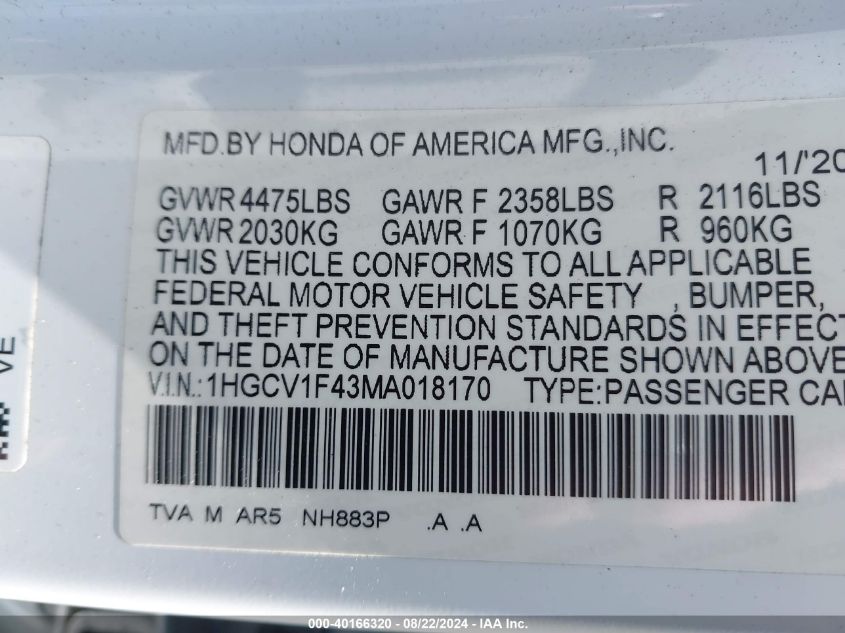 MFD.BY HONDA OF AMERICA MFG.,INC.
11/'20
GVWR 4475LBS GAWR F 2358LBS R 2116LBS
GVWR 2030KG GAWR F 1070KG R 960KG
THIS VEHICLE CONFORMS TO ALL APPLICABLE
FEDERAL MOTOR VEHICLE SAFETY , BUMPER,
AND THEFT PREVENTION STANDARDS IN EFFECT
ON THE DATE OF MANUFACTURE SHOWN ABOVE
V.I.N.:1HGCV1F43MA018170 TYPE:PASSENGER CAR
TVA M AR5 NH883P .A .A
VE
000-40166320 - 08/22/2024 - IAA Inc.